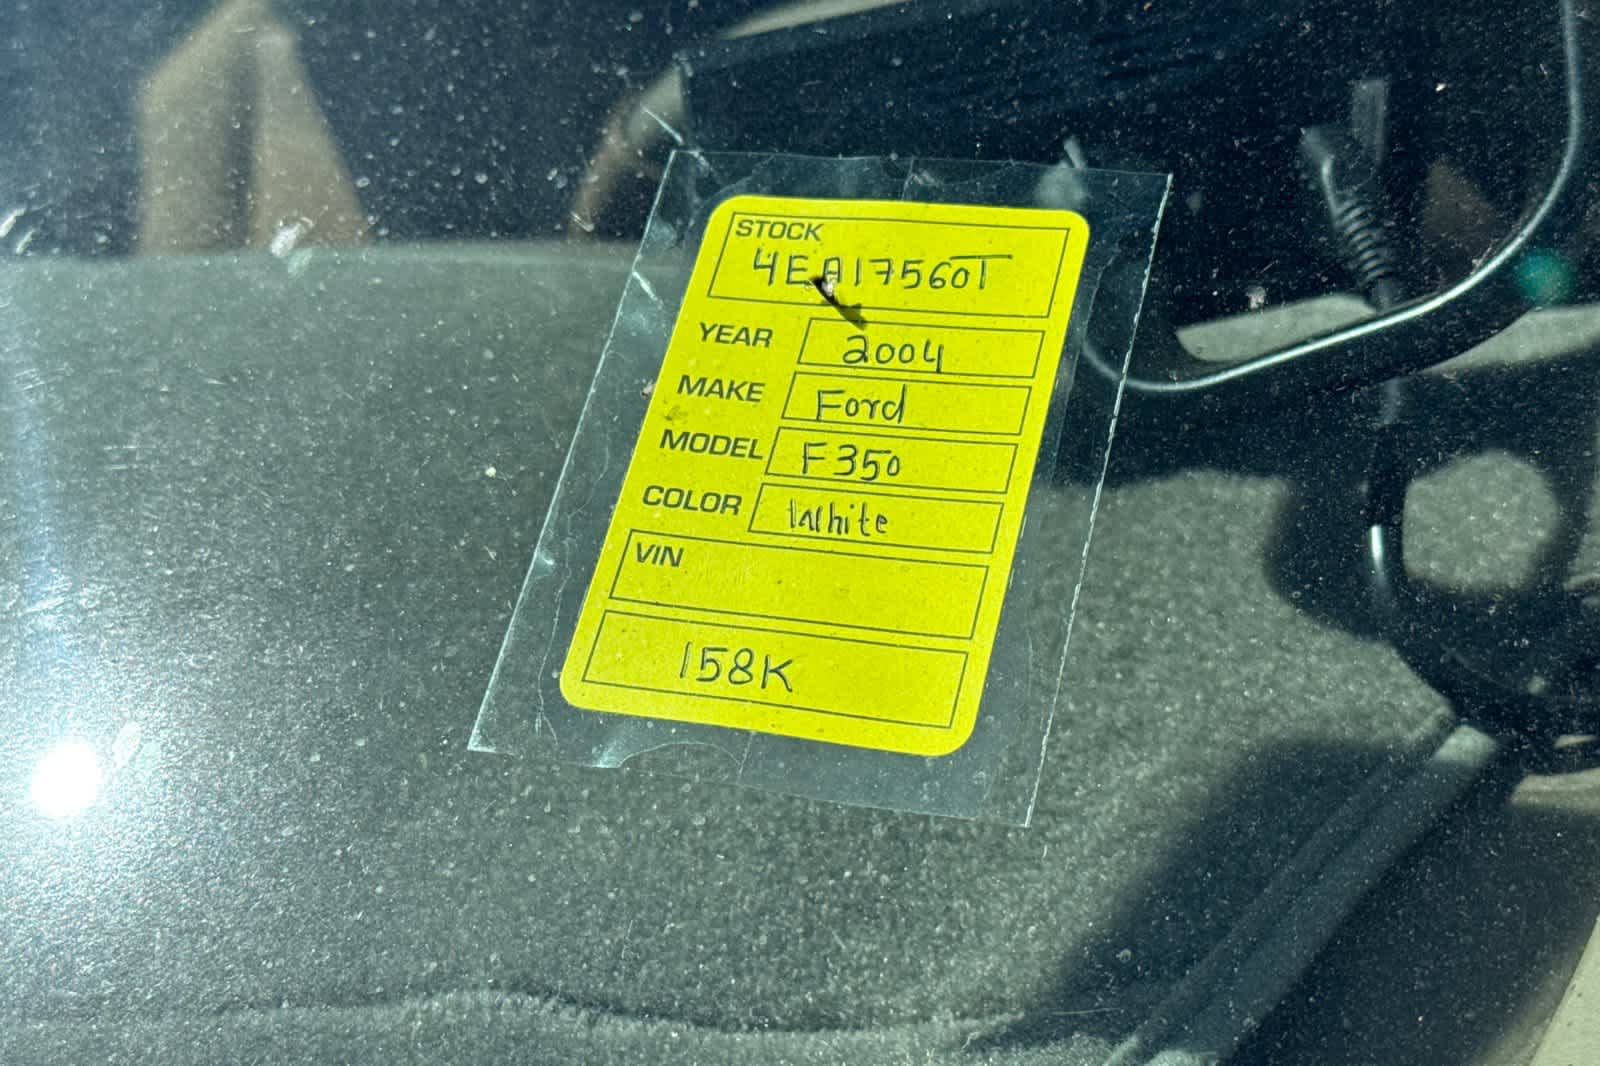 STOCK
4EA17560T
YEAR 2004
MAKE Ford
MODEL F350
COLOR White
VIN
158K